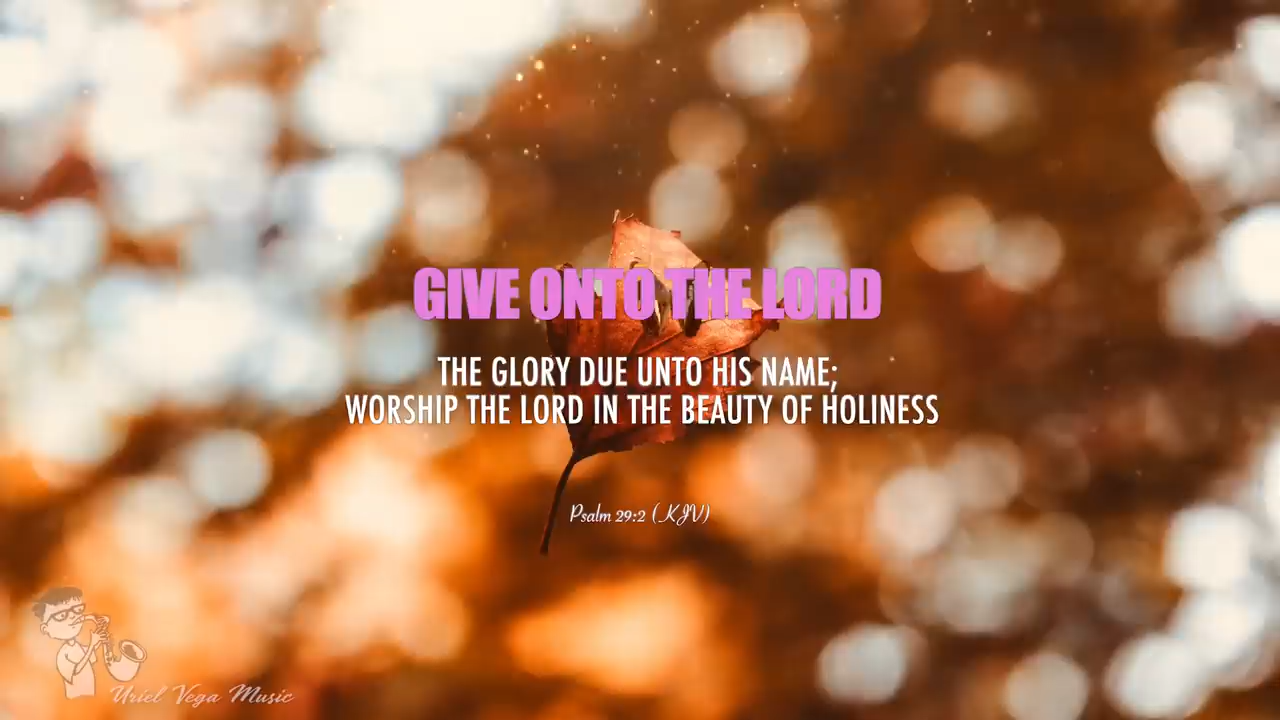 GIVE ONTO THE LORD
THE GLORY DUE UNTO HIS NAME;
WORSHIP THE LORD IN THE BEAUTY OF HOLINESS
Psalm 29:2 (KJV)
Uriel Vega Music